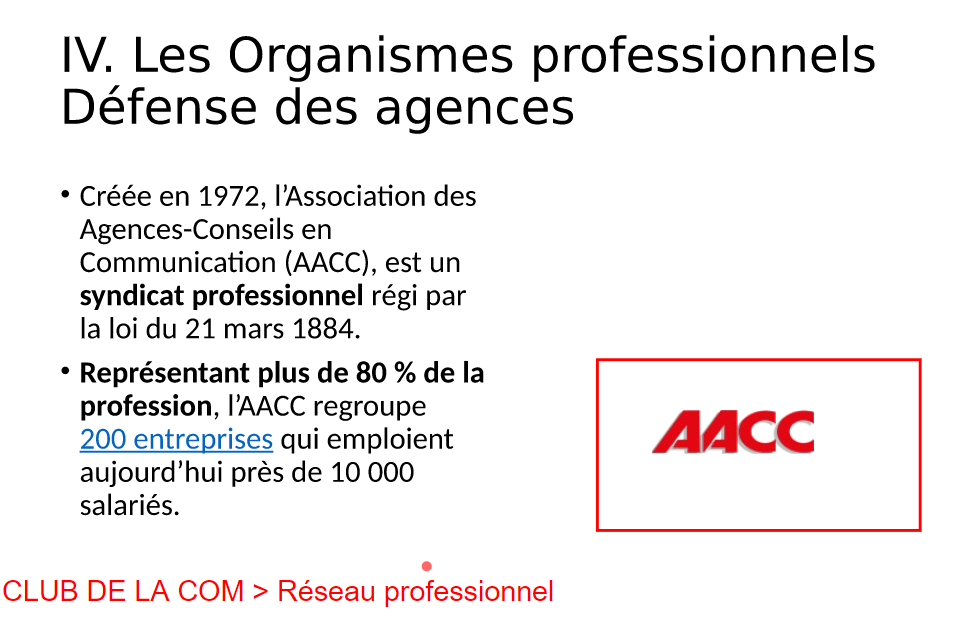 IV. Les Organismes professionnels
Défense des agences
• Créée en 1972, l’Association des
Agences-Conseils en
Communication (AACC), est un
syndicat professionnel régi par
la loi du 21 mars 1884.
• Représentant plus de 80 % de la
profession, l’AACC regroupe
200 entreprises qui emploient
aujourd’hui près de 10 000
salariés.
AACC
CLUB DE LA COM > Réseau professionnel